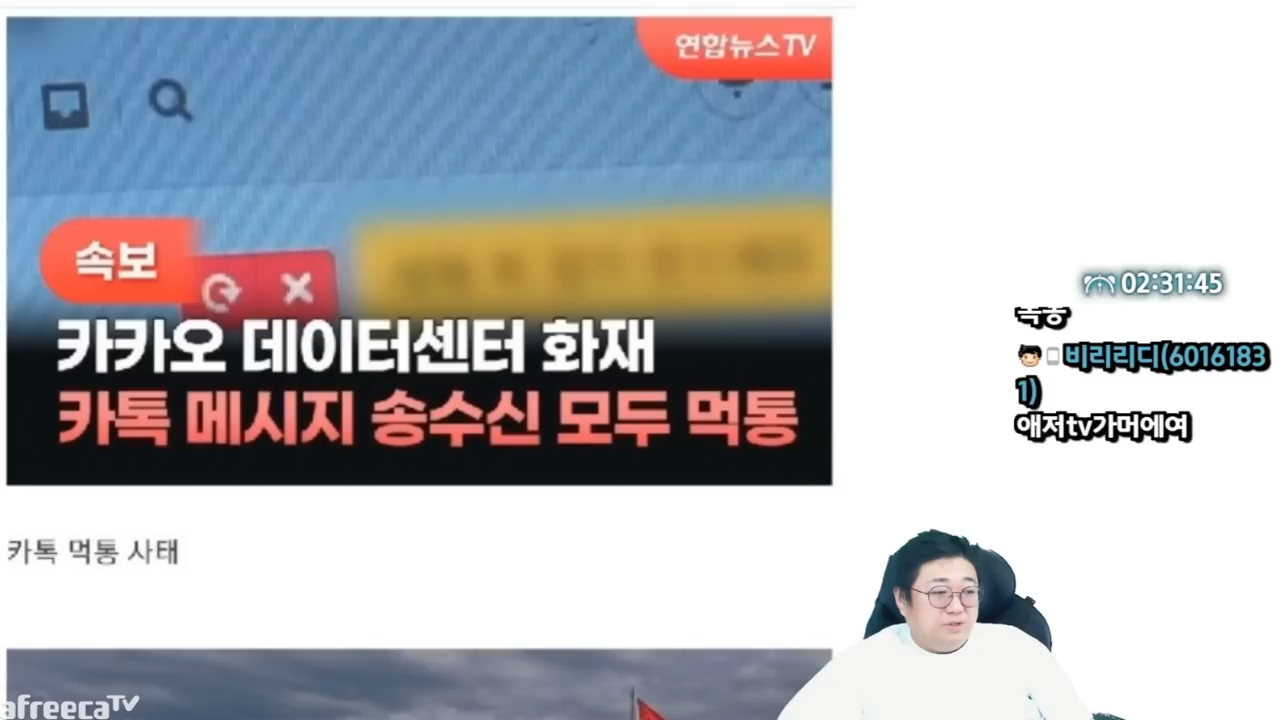 연합뉴스TV
속보
카카오 데이터센터 화재
카톡 메시지 송수신 모두 먹통
카톡 먹통 사태
02:31:45
비리리디(6016183
1)
애저tv가머에여
afreecaTV